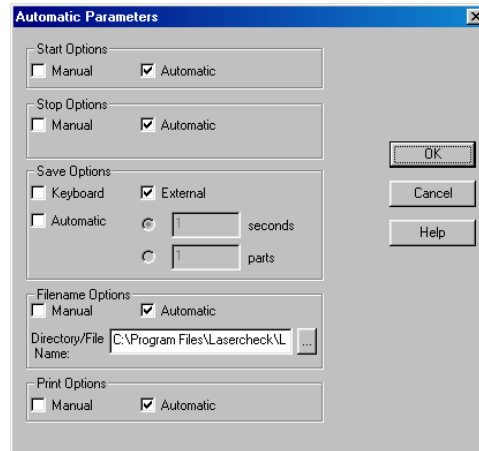 Automatic Parameters
Start Options
Manual Automatic
Stop Options
Manual Automatic
OK
Save Options
Keyboard External
Cancel
Automatic 1 seconds
Help
1 parts
Filename Options
Manual Automatic
Directory/File Name: C:\Program Files\Lasercheck\L ...
Print Options
Manual Automatic